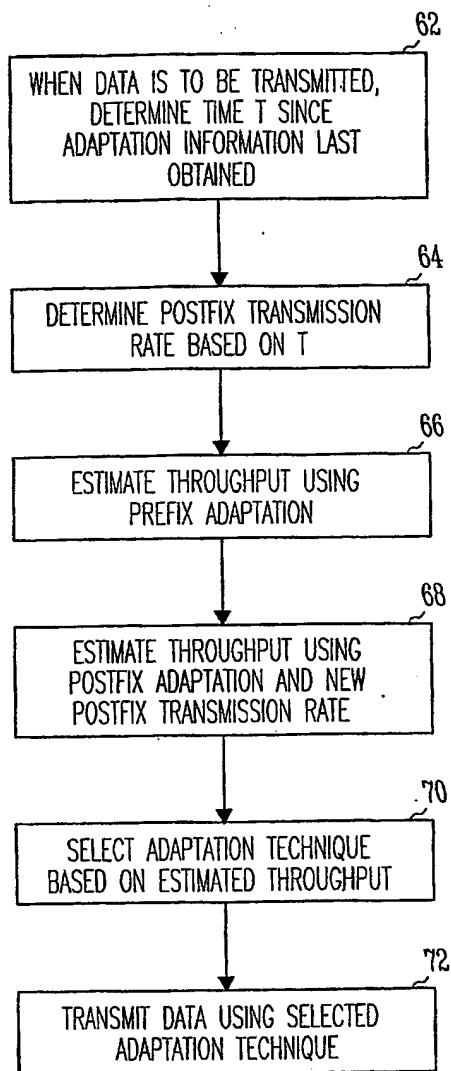 62
WHEN DATA IS TO BE TRANSMITTED,
DETERMINE TIME T SINCE
ADAPTATION INFORMATION LAST
OBTAINED
64
DETERMINE POSTFIX TRANSMISSION
RATE BASED ON T
66
ESTIMATE THROUGHPUT USING
PREFIX ADAPTATION
68
ESTIMATE THROUGHPUT USING
POSTFIX ADAPTATION AND NEW
POSTFIX TRANSMISSION RATE
70
SELECT ADAPTATION TECHNIQUE
BASED ON ESTIMATED THROUGHPUT
72
TRANSMIT DATA USING SELECTED
ADAPTATION TECHNIQUE